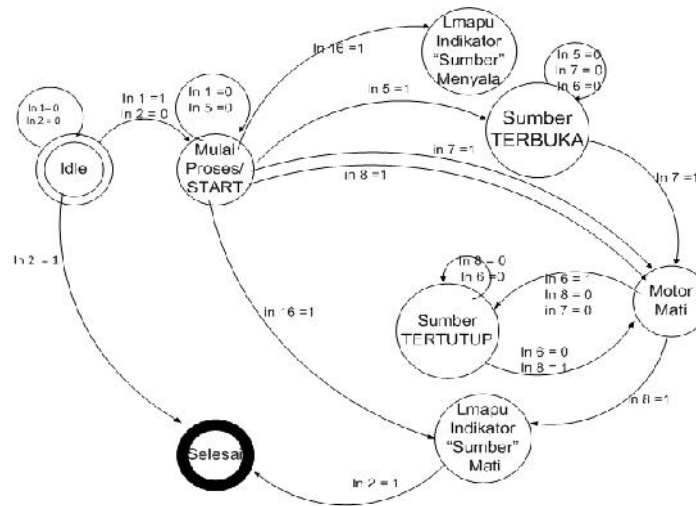 In 16 =1
Lmapu
Indikator
"Sumber"
Menyala
In 1=0
In 2 = 0
In 1 =1
In 2 = 0
In 1 =0
In 5 =0
In 5 =1
In 5 =0
In 7 = 0
In 6 =0
Sumber
TERBUKA
Idle
Mulai
Proses/
START
in 7 =1
in 8 =1
In 7 =1
In 2 = 1
In 8 = 0
In 6 =0
In 6 = 1
In 8 = 0
in 7 = 0
Motor
Mati
Sumber
TERTUTUP
In 16 =1
In 6 = 0
In 8 = 1
in 8 = 1
Lmapu
Indikator
"Sumber"
Mati
Selesai
In 2 = 1